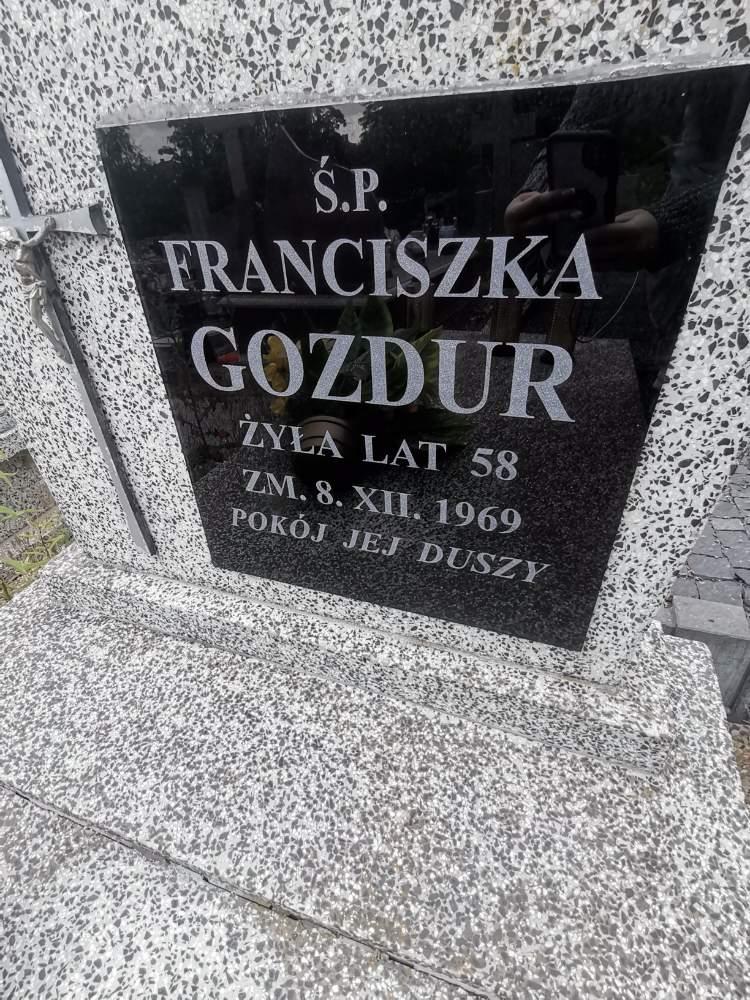 Ś.P.
FRANCISZKA
GOZDUR
ŻYŁA LAT 58
ZM. 8. XII. 1969
POKÓJ JEJ DUSZY